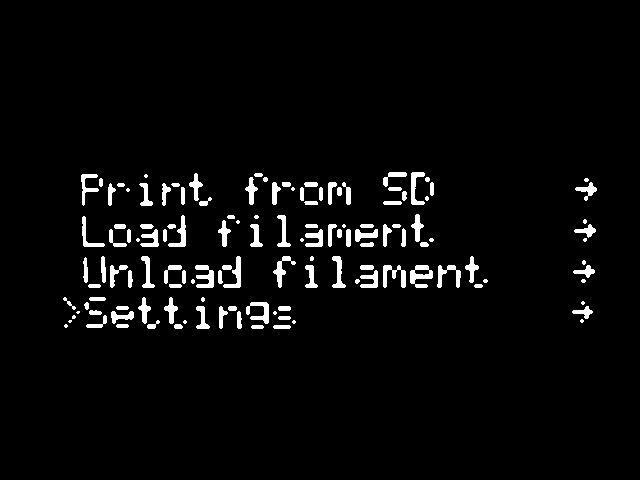 Print from SD →
Load filament →
Unload filament →
>Settings →